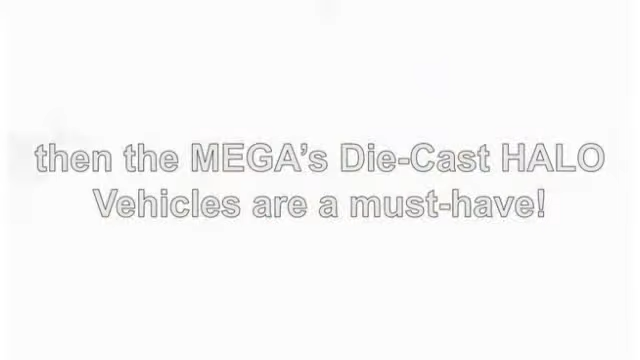 then the MEGA’s Die-Cast HALO
Vehicles are a must-have!